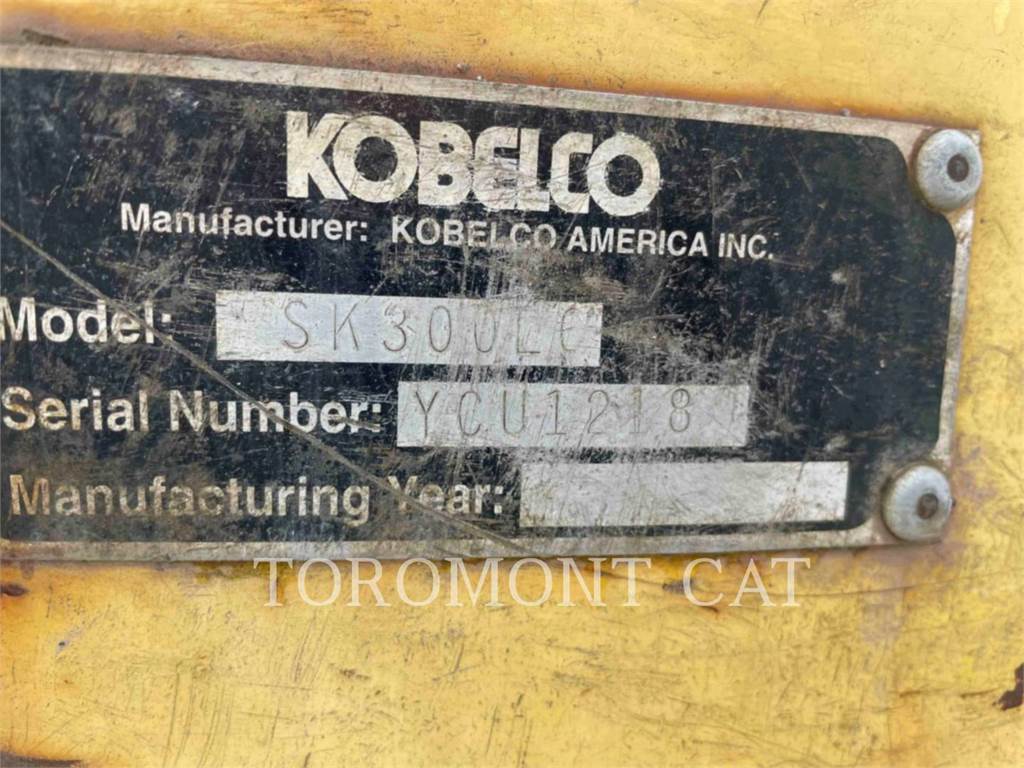 KOBELCO
Manufacturer: KOBELCO AMERICA INC.
Model: SK300LC
Serial Number: YCU1218
Manufacturing Year:
TOROMONT CAT